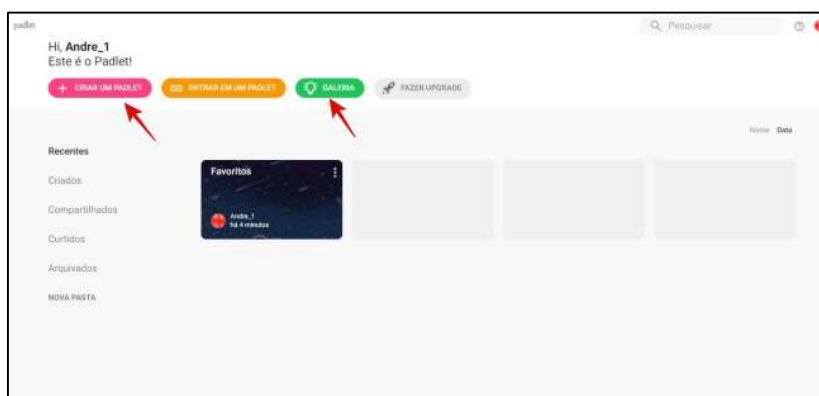 padlet
Pesquisar
Hi, Andre_1
Este é o Padlet!
CRIAR UM PADLET
ENTRAR EM UM PADLET
GALERIA
FAZER UPGRADE
Nome Data
Recentes
Criados
Compartilhados
Curtidos
Arquivados
NOVA PASTA
Favoritos
Andre_1
há 4 minutos